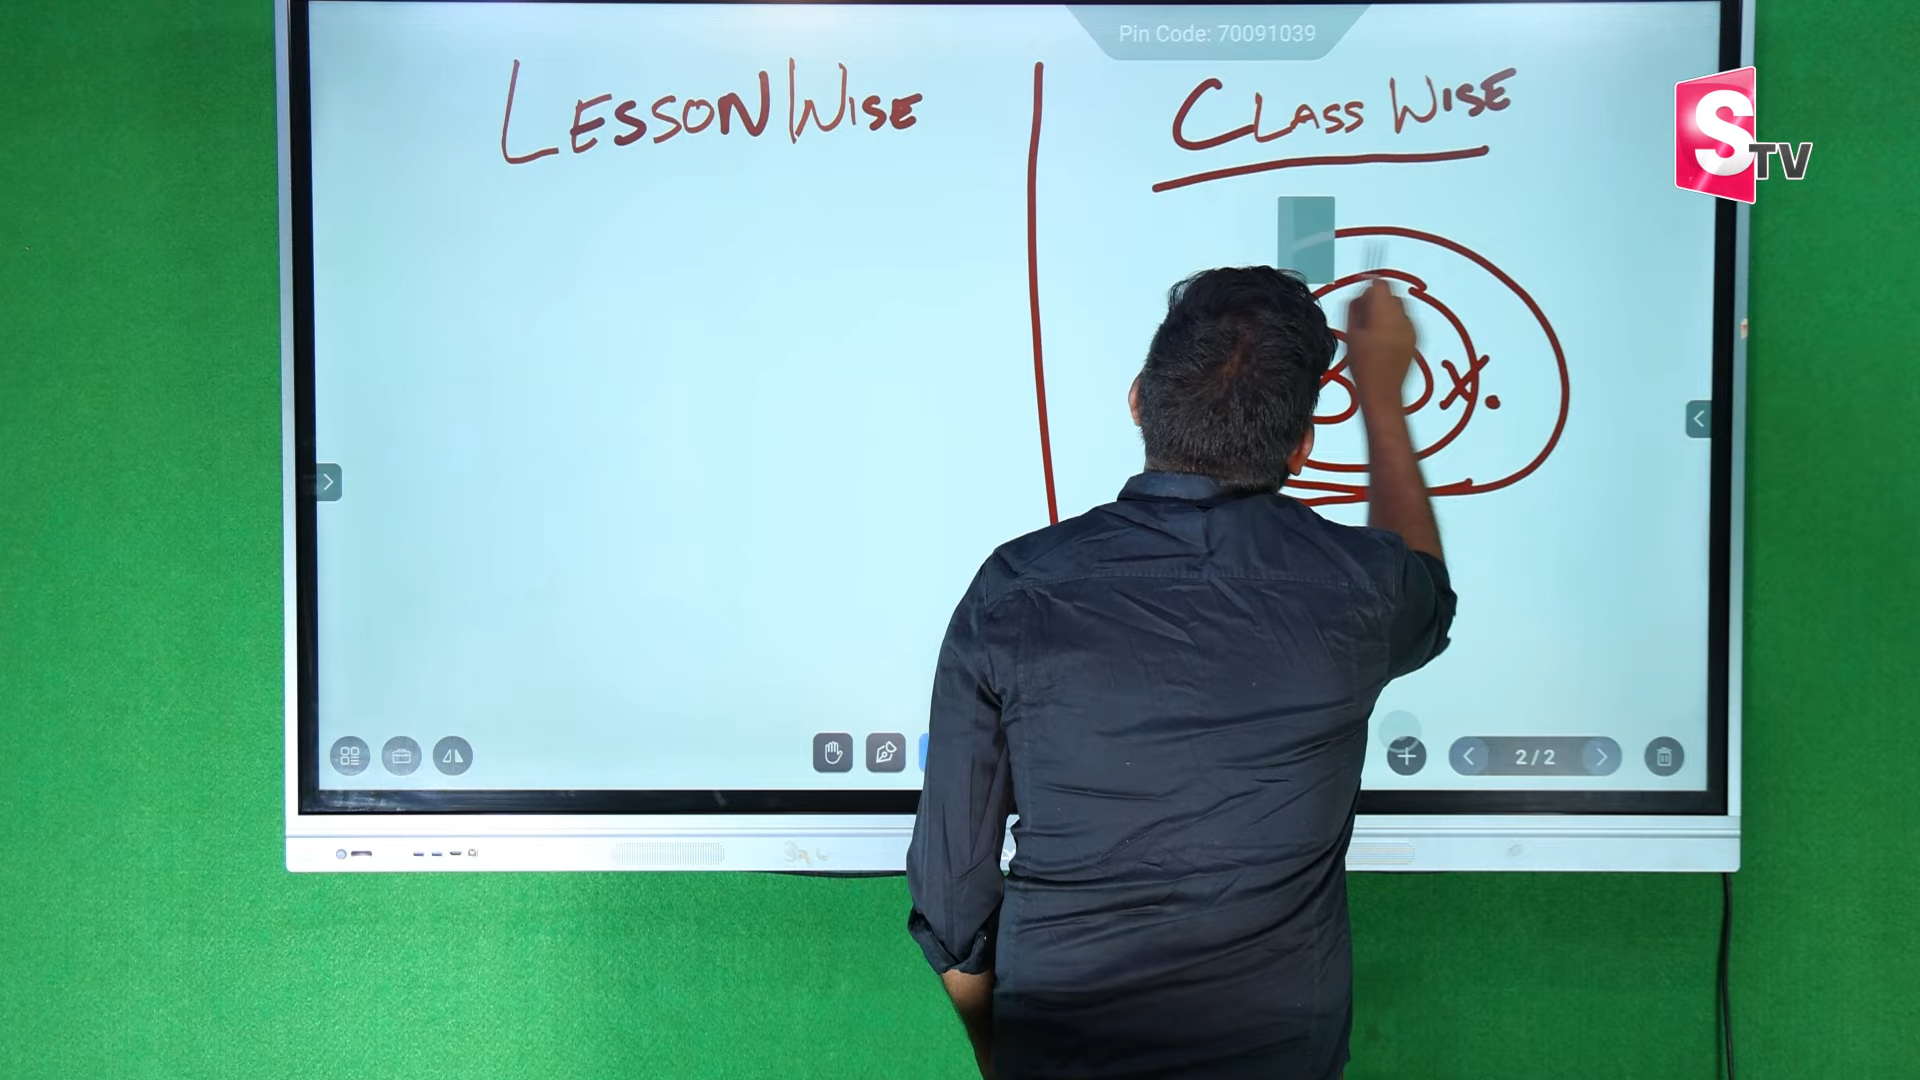 Pin Code: 70091039
LESSON WISE
CLASS WISE
STV
2/2